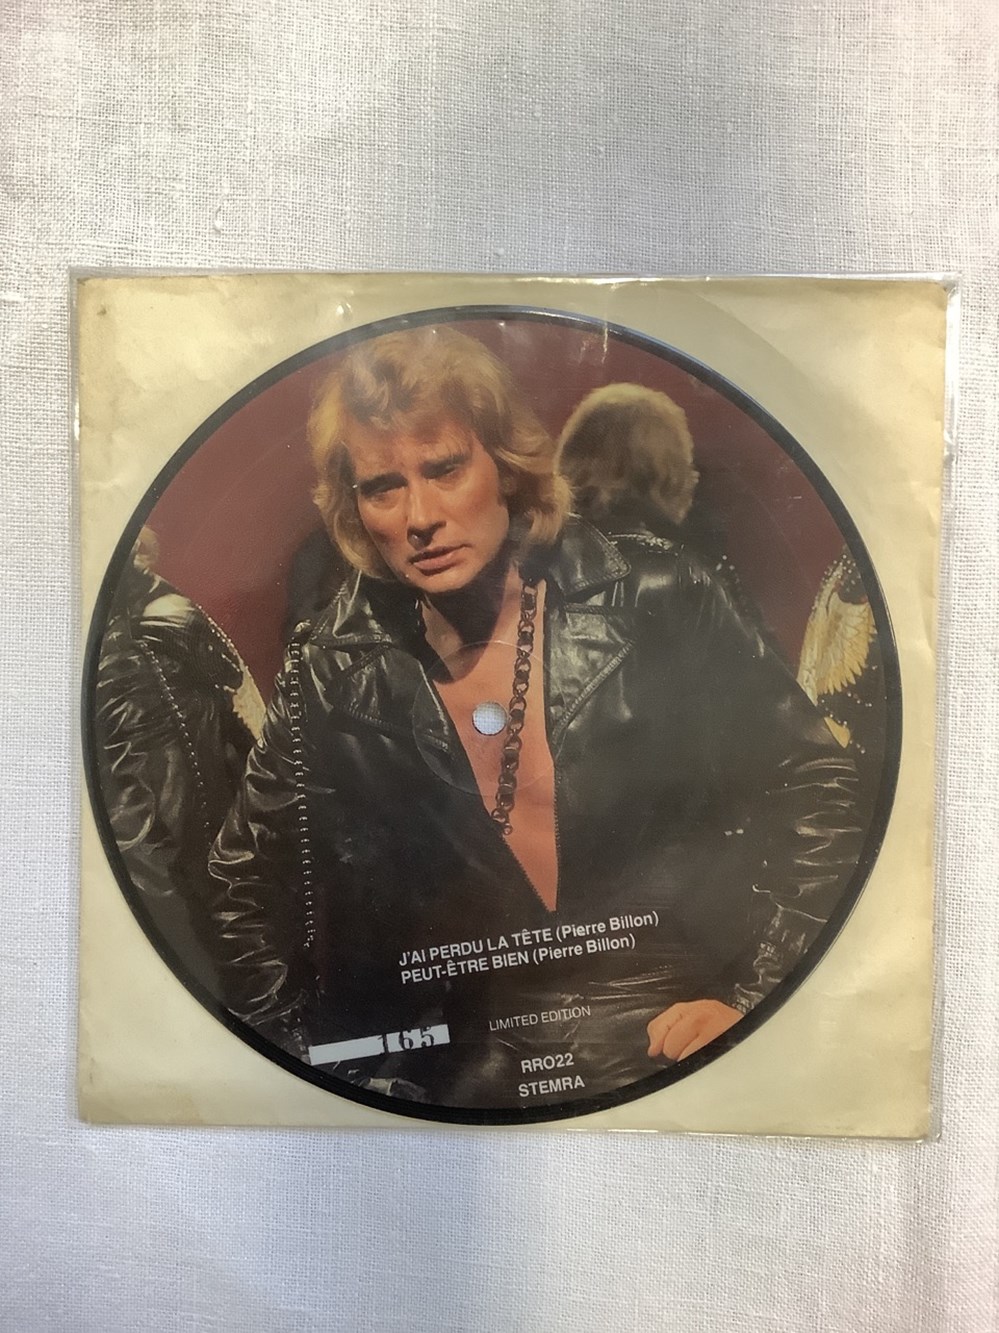 J'AI PERDU LA TÊTE (Pierre Billon)
PEUT-ÊTRE BIEN (Pierre Billon)
LIMITED EDITION
165
RRO22
STEMRA